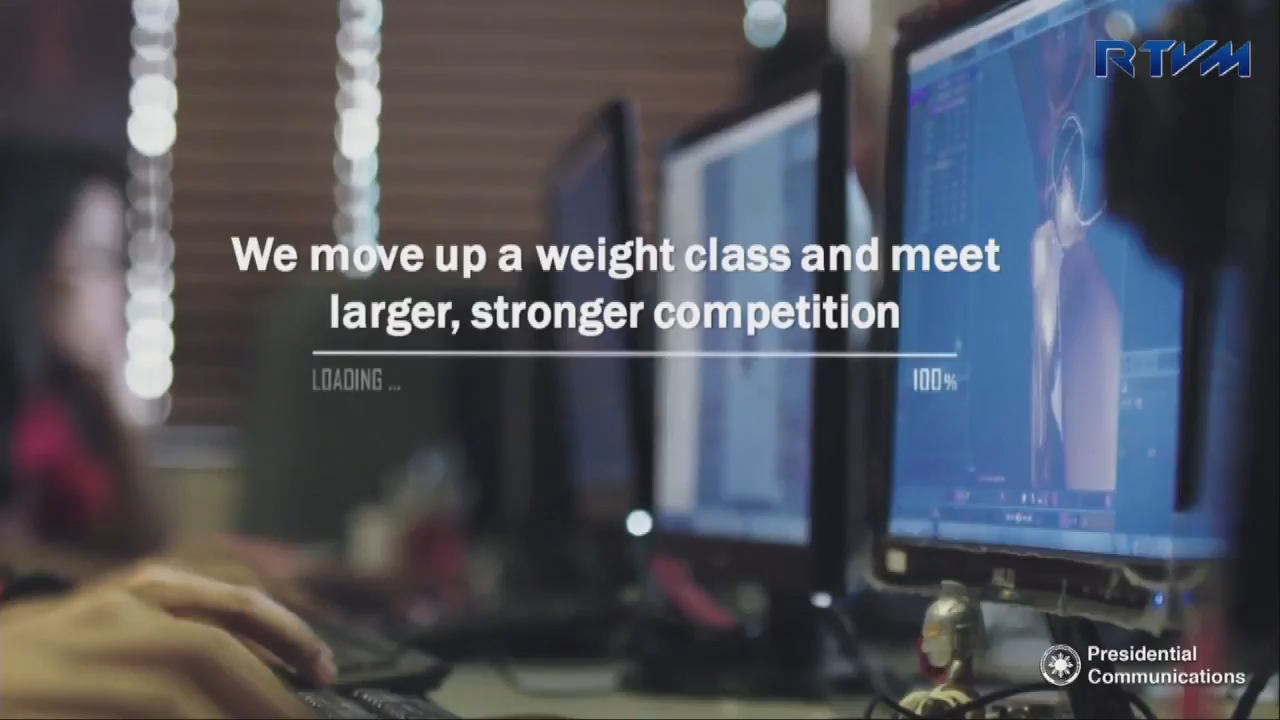 RTVM
We move up a weight class and meet
larger, stronger competition
LOADING ... 100%
Presidential
Communications